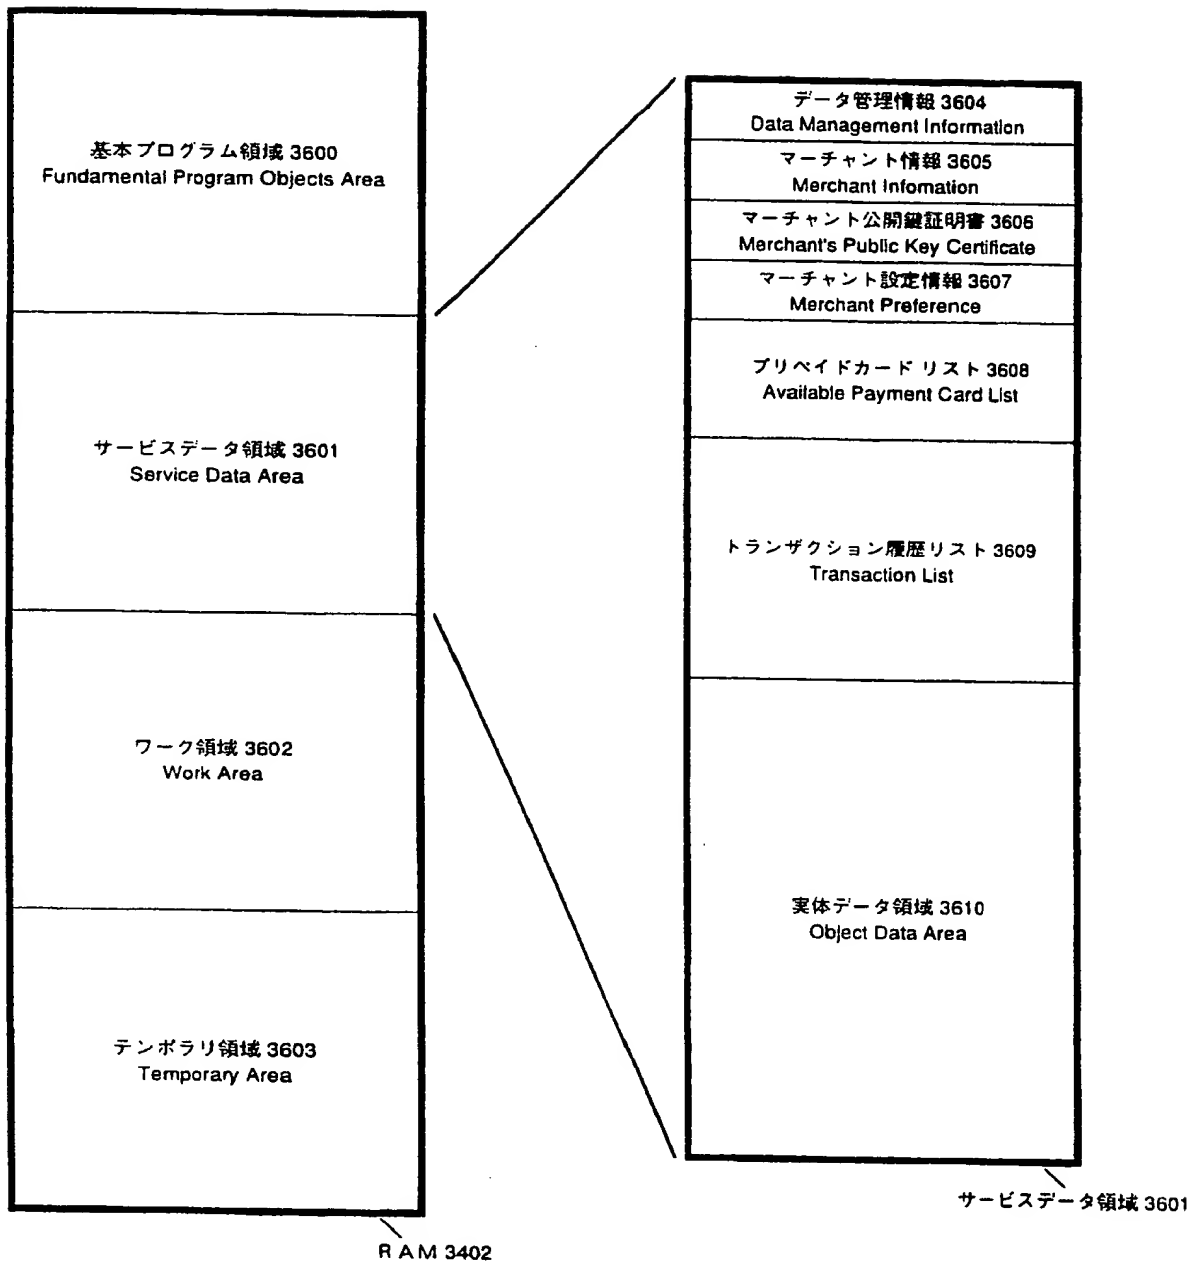 基本プログラム領域 3600
Fundamental Program Objects Area
サービスデータ領域 3601
Service Data Area
ワーク領域 3602
Work Area
テンポラリ領域 3603
Temporary Area
RAM 3402
データ管理情報 3604
Data Management Information
マーチャント情報 3605
Merchant Infomation
マーチャント公開鍵証明書 3606
Merchant's Public Key Certificate
マーチャント設定情報 3607
Merchant Preference
プリペイドカード リスト 3608
Available Payment Card List
トランザクション履歴リスト 3609
Transaction List
実体データ領域 3610
Object Data Area
サービスデータ領域 3601